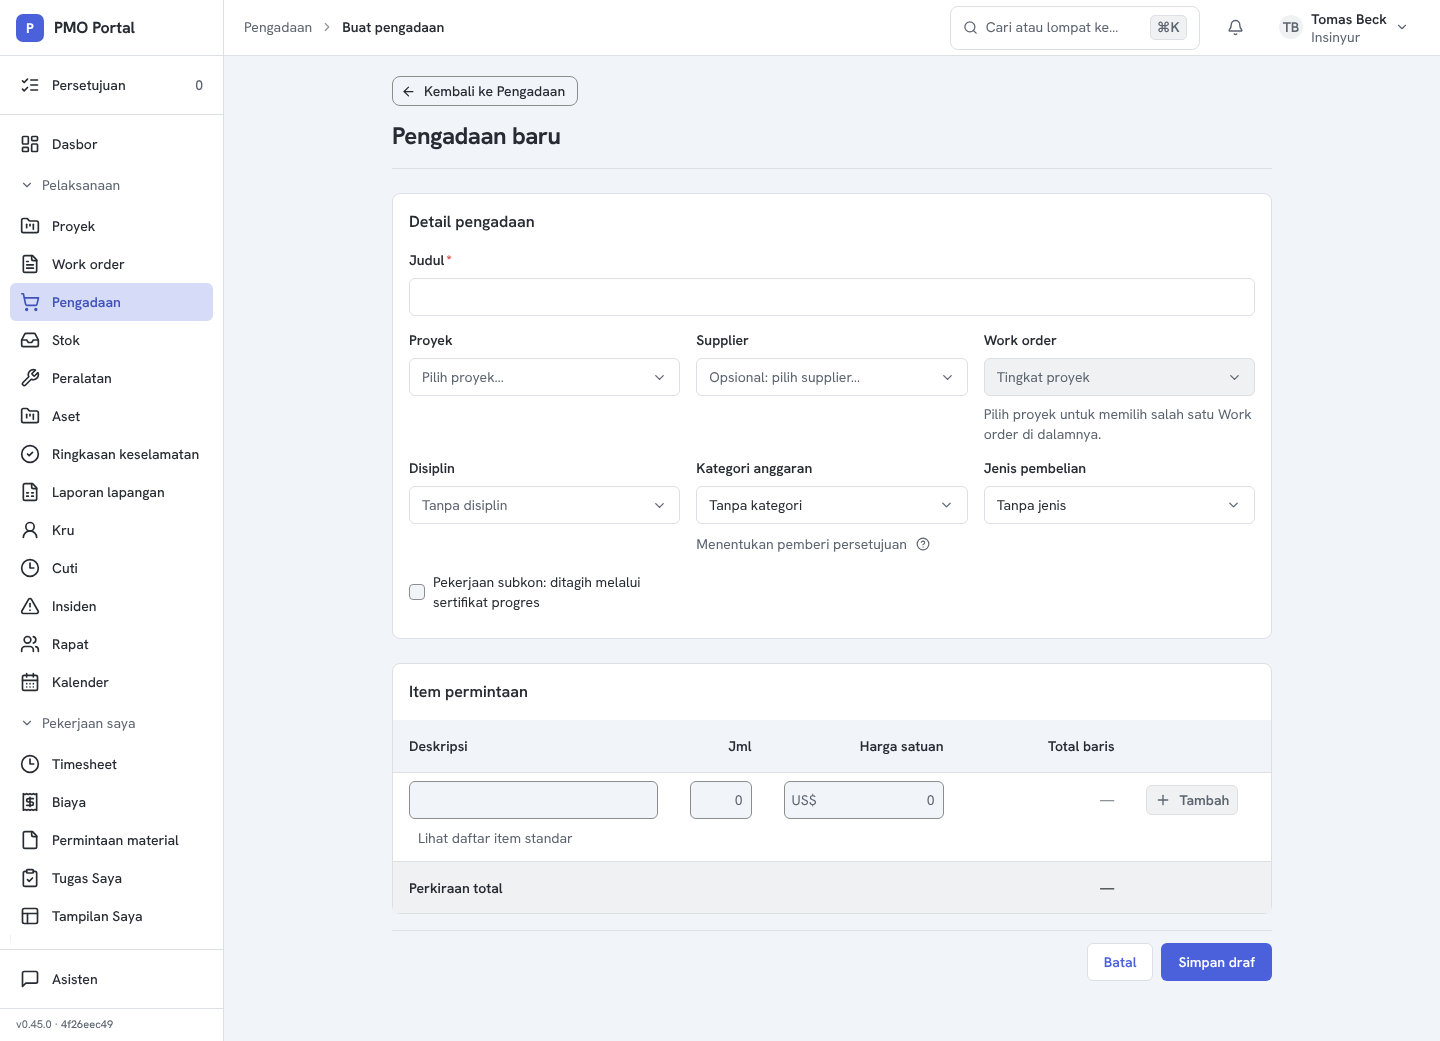 P PMO Portal
Pengadaan > Buat pengadaan
Cari atau lompat ke... ⌘K
TB
Tomas Beck
Insinyur
Persetujuan 0
Dasbor
Pelaksanaan
Proyek
Work order
Pengadaan
Stok
Peralatan
Aset
Ringkasan keselamatan
Laporan lapangan
Kru
Cuti
Insiden
Rapat
Kalender
Pekerjaan saya
Timesheet
Biaya
Permintaan material
Tugas Saya
Tampilan Saya
Asisten
v0.45.0 · 4f26eec49
Kembali ke Pengadaan
Pengadaan baru
Detail pengadaan
Judul *
Proyek Supplier Work order
Pilih proyek... Opsional: pilih supplier... Tingkat proyek
Pilih proyek untuk memilih salah satu Work
order di dalamnya.
Disiplin Kategori anggaran Jenis pembelian
Tanpa disiplin Tanpa kategori Tanpa jenis
Menentukan pemberi persetujuan
Pekerjaan subkon: ditagih melalui
sertifikat progres
Item permintaan
Deskripsi Jml Harga satuan Total baris
0 US$ 0 — + Tambah
Lihat daftar item standar
Perkiraan total —
Batal Simpan draf